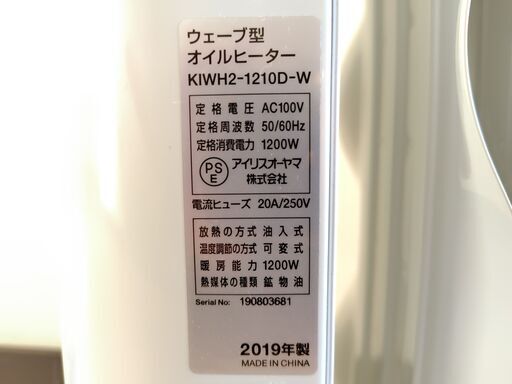 ウェーブ型
オイルヒーター
KIWH2-1210D-W
定格電圧 AC100V
定格周波数 50/60Hz
定格消費電力 1200W
PS
E
アイリスオーヤマ
株式会社
電流ヒューズ 20A/250V
放熱の方式 油入式
温度調節の方式 可変式
暖房能力 1200W
熱媒体の種類 鉱物油
Serial No: 190803681
2019年製
MADE IN CHINA